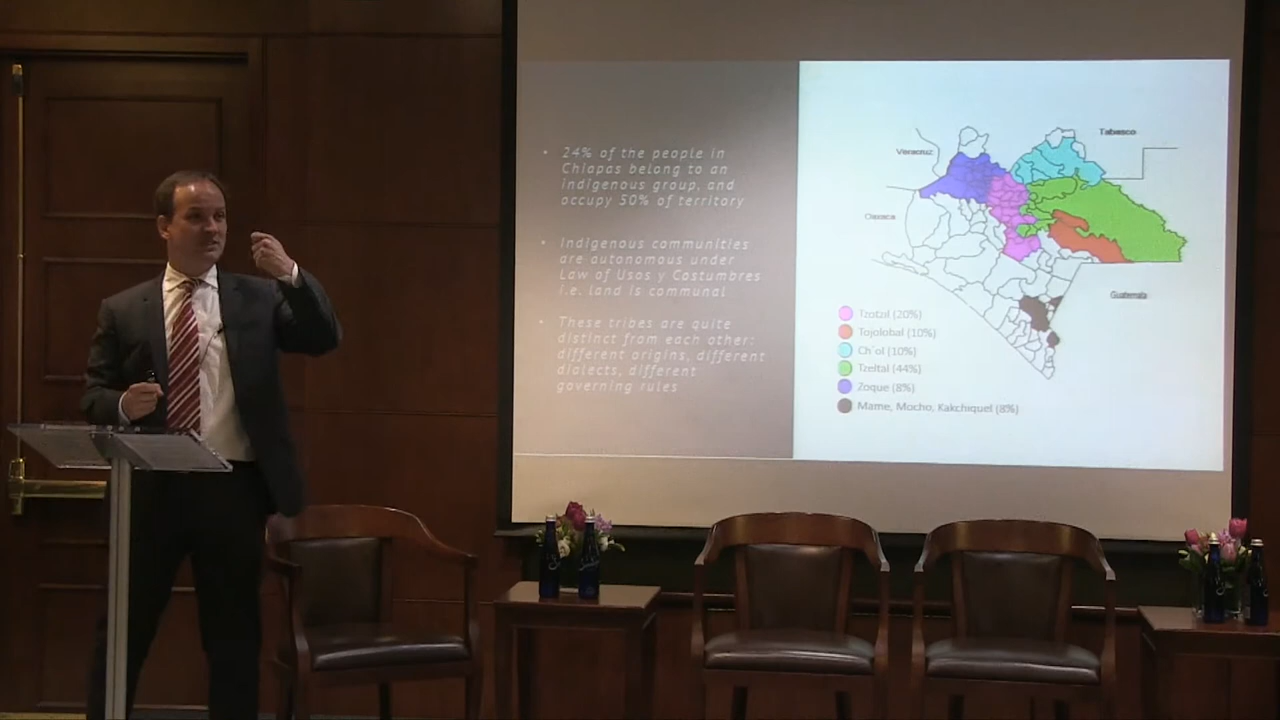 24% of the people in
Chiapas belong to an
indigenous group, and
occupy 50% of territory
Indigenous communities
are autonomous under
Law of Usos y Costumbres
i.e. land is communal
These tribes are quite
distinct from each other:
different origins, different
dialects, different
governing rules
Tabasco
Veracruz
Oaxaca
Guatemala
Tzotzil (20%)
Tojolobal (10%)
Ch´ol (10%)
Tzeltal (44%)
Zoque (8%)
Mame, Mocho, Kakchiquel (8%)